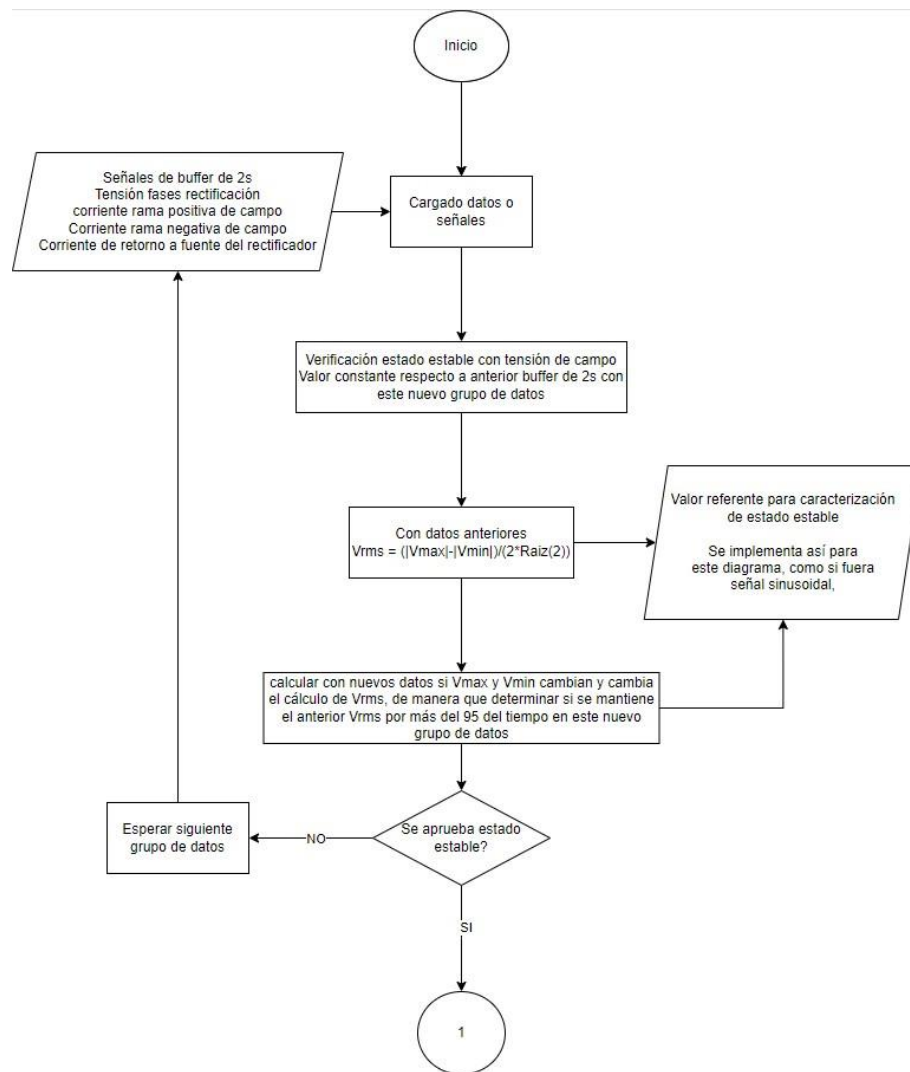 Inicio
Señales de buffer de 2s
Tensión fases rectificación
corriente rama positiva de campo
Corriente rama negativa de campo
Corriente de retorno a fuente del rectificador
Cargado datos o
señales
Verificación estado estable con tensión de campo
Valor constante respecto a anterior buffer de 2s con
este nuevo grupo de datos
Con datos anteriores
Vrms = (|Vmax|-|Vmin|)/(2*Raiz(2))
Valor referente para caracterización
de estado estable
Se implementa así para
este diagrama, como si fuera
señal sinusoidal,
calcular con nuevos datos si Vmax y Vmin cambian y cambia
el cálculo de Vrms, de manera que determinar si se mantiene
el anterior Vrms por más del 95 del tiempo en este nuevo
grupo de datos
Se aprueba estado
estable?
NO
Esperar siguiente
grupo de datos
SI
1